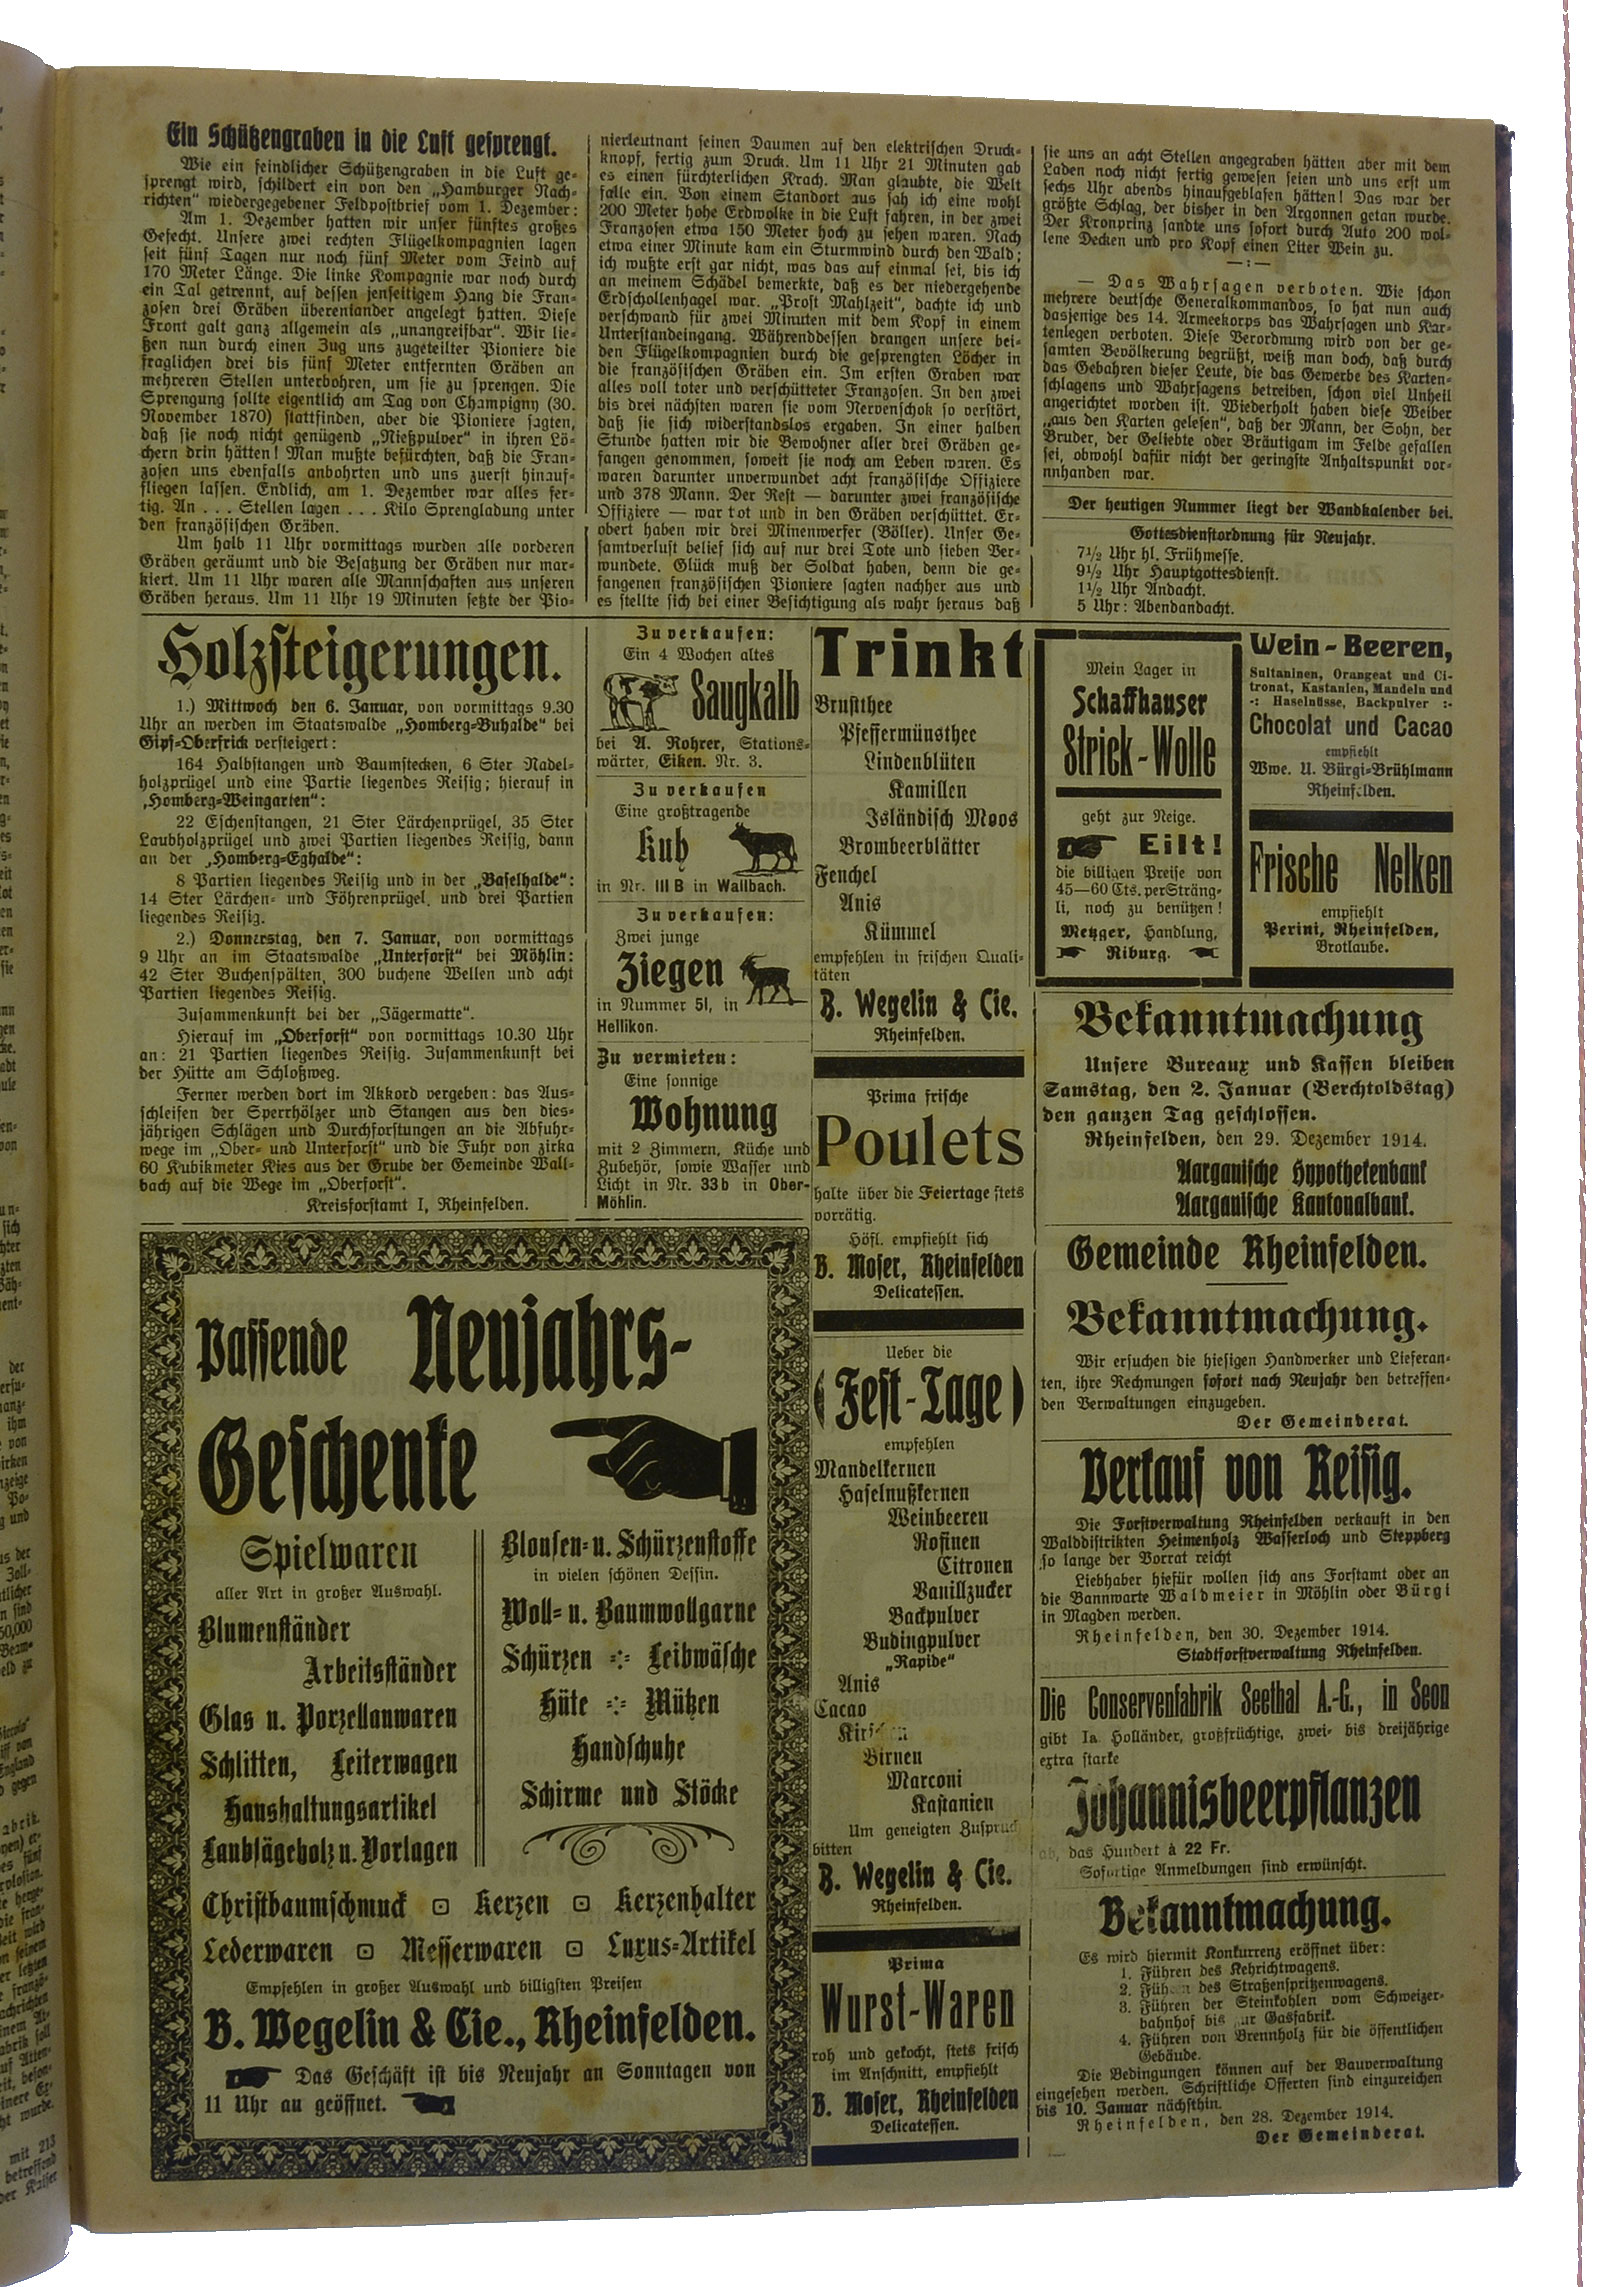 Ein Schützengraben in die Luft gesprengt.
Wie ein feindlicher Schützengraben in die Luft ge-
sprengt wird, schildert ein von den „Hamburger Nach-
richten“ wiedergegebener Feldpostbrief vom 1. Dezember:
Am 1. Dezember hatten wir unser fünftes großes
Gefecht. Unsere zwei rechten Flügelkompagnien lagen
seit fünf Tagen nur noch fünf Meter vom Feind auf
170 Meter Länge. Die linke Kompagnie war noch durch
ein Tal getrennt, auf dessen jenseitigem Hang die Fran-
zosen drei Gräben übereinander angelegt hatten. Diese
Front galt ganz allgemein als „unangreifbar“. Wir lie-
ßen nun durch einen Zug uns zugeteilter Pioniere die
fraglichen drei bis fünf Meter entfernten Gräben an
mehreren Stellen unterbohren, um sie zu sprengen. Die
Sprengung sollte eigentlich am Tag von Champigny (30.
November 1870) stattfinden, aber die Pioniere sagten,
daß sie noch nicht genügend „Nießpulver“ in ihren Lö-
chern drin hätten! Man mußte befürchten, daß die Fran-
zosen uns ebenfalls anbohrten und uns zuerst hinauf-
fliegen lassen. Endlich, am 1. Dezember war alles fer-
tig. An . . . Stellen lagen . . . Kilo Sprengladung unter
den französischen Gräben.
Um halb 11 Uhr vormittags wurden alle vorderen
Gräben geräumt und die Besatzung der Gräben nur mar-
kiert. Um 11 Uhr waren alle Mannschaften aus unseren
Gräben heraus. Um 11 Uhr 19 Minuten setzte der Pio-
nierleutnant seinen Daumen auf den elektrischen Druck-
knopf, fertig zum Druck. Um 11 Uhr 21 Minuten gab
es einen fürchterlichen Krach. Man glaubte, die Welt
falle ein. Von einem Standort aus sah ich eine wohl
200 Meter hohe Erdwolke in die Luft fahren, in der zwei
Franzosen etwa 150 Meter hoch zu sehen waren. Nach
etwa einer Minute kam ein Sturmwind durch den Wald;
ich wußte erst gar nicht, was das auf einmal sei, bis ich
an meinem Schädel bemerkte, daß es der niedergehende
Erdschollenhagel war. „Prost Mahlzeit“, dachte ich und
verschwand für zwei Minuten mit dem Kopf in einem
Unterstandeingang. Währenddessen drangen unsere bei-
den Flügelkompagnien durch die gesprengten Löcher in
die französischen Gräben ein. Im ersten Graben war
alles voll toter und verschütteter Franzosen. In den zwei
bis drei nächsten waren sie vom Nervenschok so verstört,
daß sie sich widerstandslos ergaben. In einer halben
Stunde hatten wir die Bewohner aller drei Gräben ge-
fangen genommen, soweit sie noch am Leben waren. Es
waren darunter unverwundet acht französische Offiziere
und 378 Mann. Der Rest — darunter zwei französische
Offiziere — war tot und in den Gräben verschüttet. Er-
obert haben wir drei Minenwerfer (Böller). Unser Ge-
samtverlust belief sich auf nur drei Tote und sieben Ver-
wundete. Glück muß der Soldat haben, denn die ge-
fangenen französischen Pioniere sagten nachher aus und
es stellte sich bei einer Besichtigung als wahr heraus daß
sie uns an acht Stellen angegraben hätten aber mit dem
Laden noch nicht fertig gewesen seien und uns erst um
sechs Uhr abends hinaufgeblasen hätten! Das war der
größte Schlag, der bisher in den Argonnen getan wurde.
Der Kronprinz sandte uns sofort durch Auto 200 wol-
lene Decken und pro Kopf einen Liter Wein zu.
—:—
— Das Wahrsagen verboten. Wie schon
mehrere deutsche Generalkommandos, so hat nun auch
dasjenige des 14. Armeekorps das Wahrsagen und Kar-
tenlegen verboten. Diese Verordnung wird von der ge-
samten Bevölkerung begrüßt, weiß man doch, daß durch
das Gebahren dieser Leute, die das Gewerbe des Karten-
schlagens und Wahrsagens betreiben, schon viel Unheil
angerichtet worden ist. Wiederholt haben diese Weiber
„aus den Karten gelesen“, daß der Mann, der Sohn, der
Bruder, der Geliebte oder Bräutigam im Felde gefallen
sei, obwohl dafür nicht der geringste Anhaltspunkt vor-
nnhanden war.
Der heutigen Nummer liegt der Wandkalender bei.
Gottesdienstordnung für Neujahr.
7½ Uhr hl. Frühmesse.
9½ Uhr Hauptgottesdienst.
1½ Uhr Andacht.
5 Uhr: Abendandacht.
Holzsteigerungen.
1.) Mittwoch den 6. Januar, von vormittags 9.30
Uhr an werden im Staatswalde „Homberg-Buhalde“ bei
Gipf-Oberfrick versteigert:
164 Halbstangen und Baumstecken, 6 Ster Nadel-
holzprügel und eine Partie liegendes Reisig; hierauf in
„Homberg-Weingarten“:
22 Eschenstangen, 21 Ster Lärchenprügel, 35 Ster
Laubholzprügel und zwei Partien liegendes Reisig, dann
an der „Homberg-Eghalde“:
8 Partien liegendes Reisig und in der „Baselhalde“:
14 Ster Lärchen- und Föhrenprügel, und drei Partien
liegendes Reisig.
2.) Donnerstag, den 7. Januar, von vormittags
9 Uhr an im Staatswalde „Unterforst“ bei Möhlin:
42 Ster Buchenspälten, 300 buchene Wellen und acht
Partien liegendes Reisig.
Zusammenkunft bei der „Jägermatte“.
Hierauf im „Oberforst“ von vormittags 10.30 Uhr
an: 21 Partien liegendes Reisig. Zusammenkunft bei
der Hütte am Schloßweg.
Ferner werden dort im Akkord vergeben: das Aus-
schleifen der Sperrhölzer und Stangen aus den dies-
jährigen Schlägen und Durchforstungen an die Abfuhr-
wege im „Ober- und Unterforst“ und die Fuhr von zirka
60 Kubikmeter Kies aus der Grube der Gemeinde Wall-
bach auf die Wege im „Oberforst“.
Kreisforstamt I, Rheinfelden.
Zu verkaufen:
Ein 4 Wochen altes
Saugkalb
bei A. Rohrer, Stations-
wärter, Eiken. Nr. 3.
Zu verkaufen
Eine großtragende
Kuh
in Nr. III B in Wallbach.
Zu verkaufen:
Zwei junge
Ziegen
in Nummer 51, in
Hellikon.
Zu vermieten:
Eine sonnige
Wohnung
mit 2 Zimmern, Küche und
Zubehör, sowie Wasser und
Licht in Nr. 33b in Ober-
Möhlin.
Trinkt
Brustthee
Pfeffermünsthee
Lindenblüten
Kamillen
Isländisch Moos
Brombeerblätter
Fenchel
Anis
Kümmel
empfehlen in frischen Quali-
täten
B. Wegelin & Cie.
Rheinfelden.
Prima frische
Poulets
halte über die Feiertage stets
vorrätig.
Höfl. empfiehlt sich
B. Moser, Rheinfelden
Delicatessen.
Ueber die
(Fest-Tage)
empfehlen
Mandelkernen
Haselnußkernen
Weinbeeren
Rosinen
Citronen
Vanillzucker
Backpulver
Budingpulver
„Rapide“
Anis
Cacao
Birnen
Marconi
Kastanien
Um geneigten Zuspruch
bitten
B. Wegelin & Cie.
Rheinfelden.
Prima
Wurst-Waren
roh und gekocht, stets frisch
im Anschnitt, empfiehlt
B. Moser, Rheinfelden
Delicatessen.
Mein Lager in
Schaffhauser
Strick-Wolle
geht zur Neige.
Eilt!
die billigen Preise von
45—60 Cts. per Sträng-
li, noch zu benützen!
Metzger, Handlung,
Riburg.
Wein-Beeren,
Sultaninen, Orangeat und Ci-
tronat, Kastanien, Mandeln und
-: Haselnüsse, Backpulver :-
Chocolat und Cacao
empfiehlt
Wwe. U. Bürgi-Brühlmann
Rheinfelden.
Frische Nelken
empfiehlt
Perini, Rheinfelden,
Brotlaube.
Bekanntmachung
Unsere Bureaux und Kassen bleiben
Samstag, den 2. Januar (Berchtoldstag)
den ganzen Tag geschlossen.
Rheinfelden, den 29. Dezember 1914.
Aargauische Hypothekenbank
Aargauische Kantonalbank.
Gemeinde Rheinfelden.
Bekanntmachung.
Wir ersuchen die hiesigen Handwerker und Lieferan-
ten, ihre Rechnungen sofort nach Neujahr den betreffen-
den Verwaltungen einzugeben.
Der Gemeinderat.
Verkauf von Reisig.
Die Forstverwaltung Rheinfelden verkauft in den
Walddistrikten Heimenholz Wasserloch und Steppberg
so lange der Vorrat reicht
Liebhaber hiefür wollen sich ans Forstamt oder an
die Bannwarte Waldmeier in Möhlin oder Bürgi
in Magden werden.
Rheinfelden, den 30. Dezember 1914.
Stadtforstverwaltung Rheinfelden.
Die Conservenfabrik Seethal A.-G., in Seon
gibt Ia Holländer, großfrüchtige, zwei- bis dreijährige
extra starke
Johannisbeerpflanzen
ab, das Hundert à 22 Fr.
Sofortige Anmeldungen sind erwünscht.
Bekanntmachung.
Es wird hiermit Konkurrenz eröffnet über:
1. Führen des Kehrichtwagens.
2. Führen des Straßenspritzenwagens.
3. Führen der Steinkohlen vom Schweizer-
bahnhof bis zur Gasfabrik.
4. Führen von Brennholz für die öffentlichen
Gebäude.
Die Bedingungen können auf der Bauverwaltung
eingesehen werden. Schriftliche Offerten sind einzureichen
bis 10. Januar nächsthin.
Rheinfelden, den 28. Dezember 1914.
Der Gemeinderat.
Passende Neujahrs-
Geschenke
Spielwaren
aller Art in großer Auswahl.
Blumenständer
Arbeitsständer
Glas u. Porzellanwaren
Schlitten, Leiterwagen
Haushaltungsartikel
Laubsägeholz u. Vorlagen
Blousen- u. Schürzenstoffe
in vielen schönen Dessin.
Woll- u. Baumwollgarne
Schürzen Leibwäsche
Hüte Mützen
Handschuhe
Schirme und Stöcke
Christbaumschmuck Kerzen Kerzenhalter
Lederwaren Messerwaren Luxus-Artikel
Empfehlen in großer Auswahl und billigsten Preisen
B. Wegelin & Cie., Rheinfelden.
Das Geschäft ist bis Neujahr an Sonntagen von
11 Uhr an geöffnet.